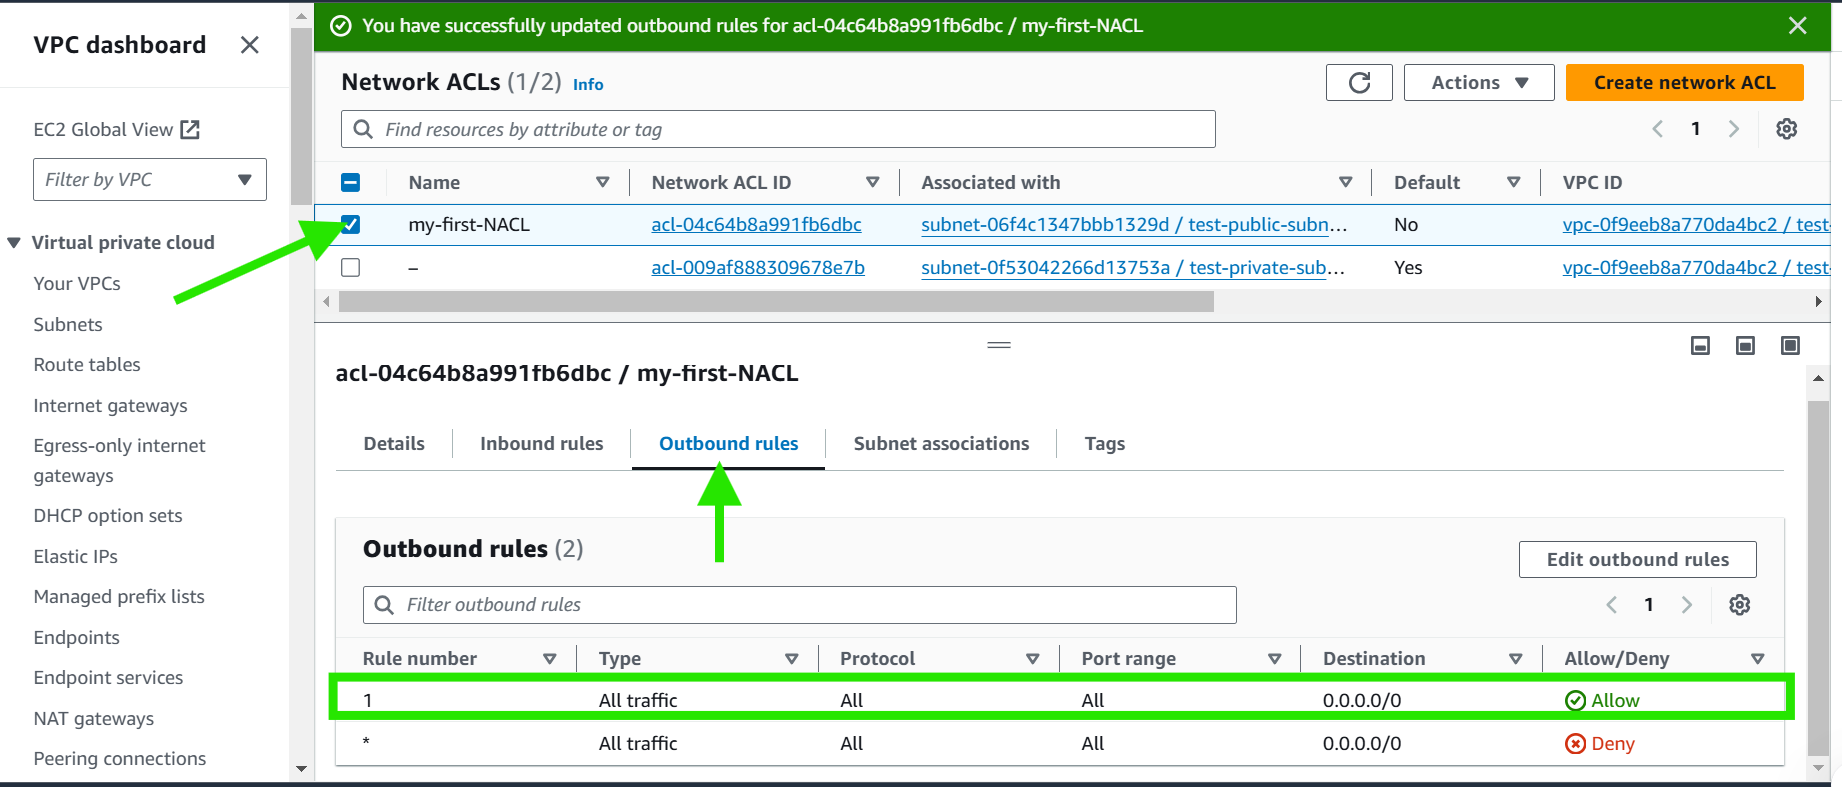 VPC dashboard
EC2 Global View
Filter by VPC
Virtual private cloud
Your VPCs
Subnets
Route tables
Internet gateways
Egress-only internet
gateways
DHCP option sets
Elastic IPs
Managed prefix lists
Endpoints
Endpoint services
NAT gateways
Peering connections
You have successfully updated outbound rules for acl-04c64b8a991fb6dbc / my-first-NACL
Network ACLs (1/2) Info
Actions
Create network ACL
Find resources by attribute or tag
1
Name Network ACL ID Associated with Default VPC ID
my-first-NACL acl-04c64b8a991fb6dbc subnet-06f4c1347bbb1329d / test-public-subn... No vpc-0f9eeb8a770da4bc2 / test-
– acl-009af888309678e7b subnet-0f53042266d13753a / test-private-sub... Yes vpc-0f9eeb8a770da4bc2 / test-
acl-04c64b8a991fb6dbc / my-first-NACL
Details Inbound rules Outbound rules Subnet associations Tags
Outbound rules (2)
Edit outbound rules
Filter outbound rules
1
Rule number Type Protocol Port range Destination Allow/Deny
1 All traffic All All 0.0.0.0/0 Allow
* All traffic All All 0.0.0.0/0 Deny